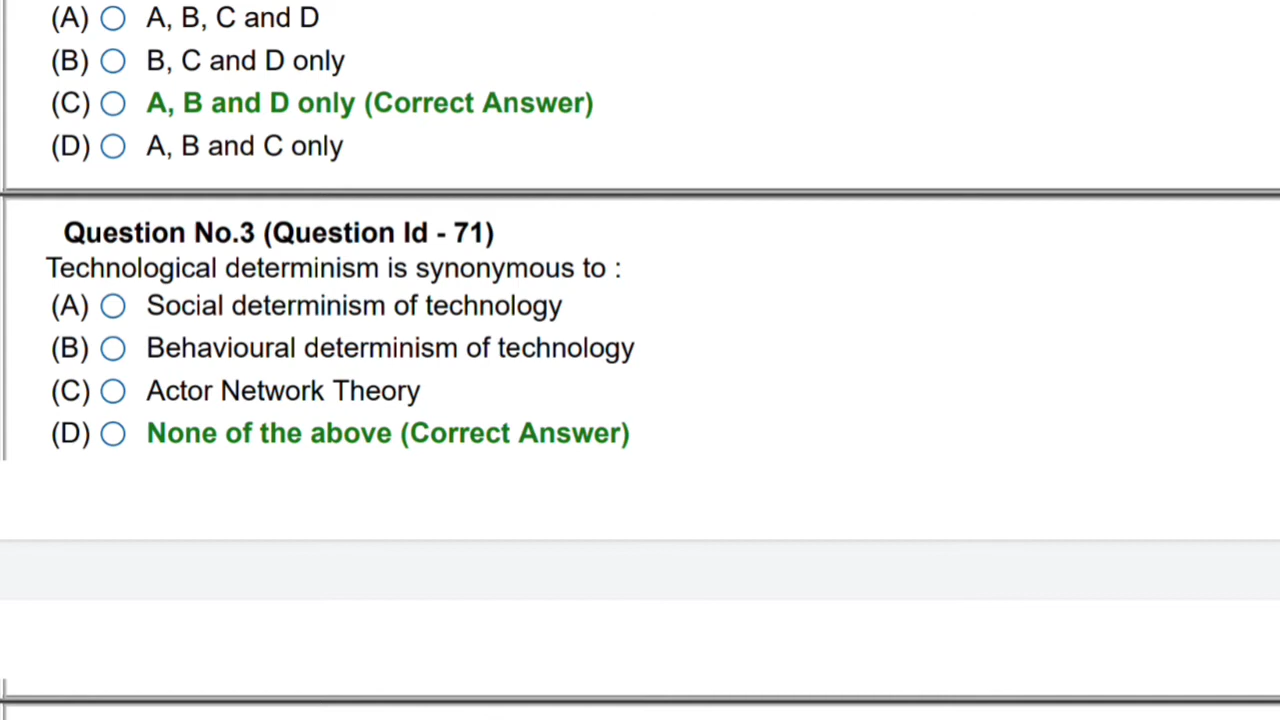 (A) A, B, C and D
(B) B, C and D only
(C) A, B and D only (Correct Answer)
(D) A, B and C only
Question No.3 (Question Id - 71)
Technological determinism is synonymous to :
(A) Social determinism of technology
(B) Behavioural determinism of technology
(C) Actor Network Theory
(D) None of the above (Correct Answer)